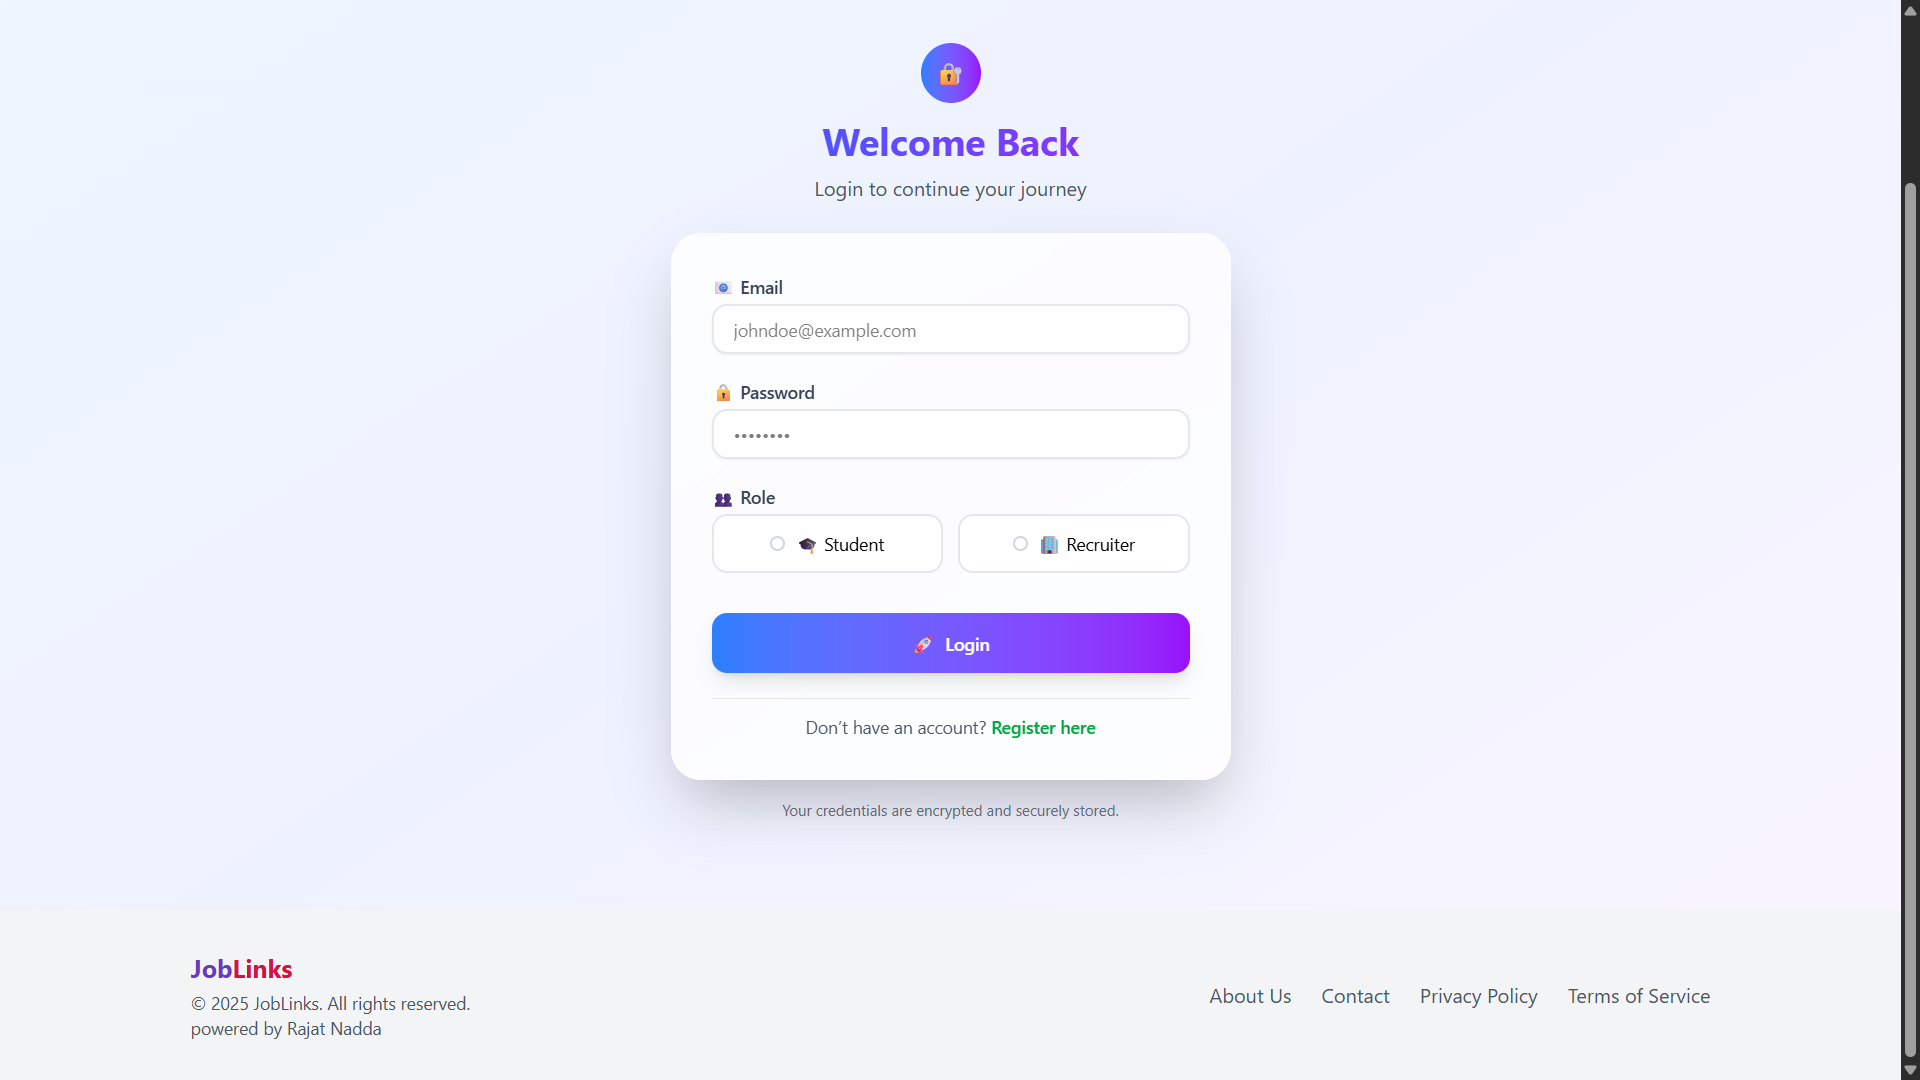 Welcome Back
Login to continue your journey
Email
johndoe@example.com
Password
••••••••
Role
Student
Recruiter
Login
Don’t have an account? Register here
Your credentials are encrypted and securely stored.
JobLinks
© 2025 JobLinks. All rights reserved.
powered by Rajat Nadda
About Us
Contact
Privacy Policy
Terms of Service